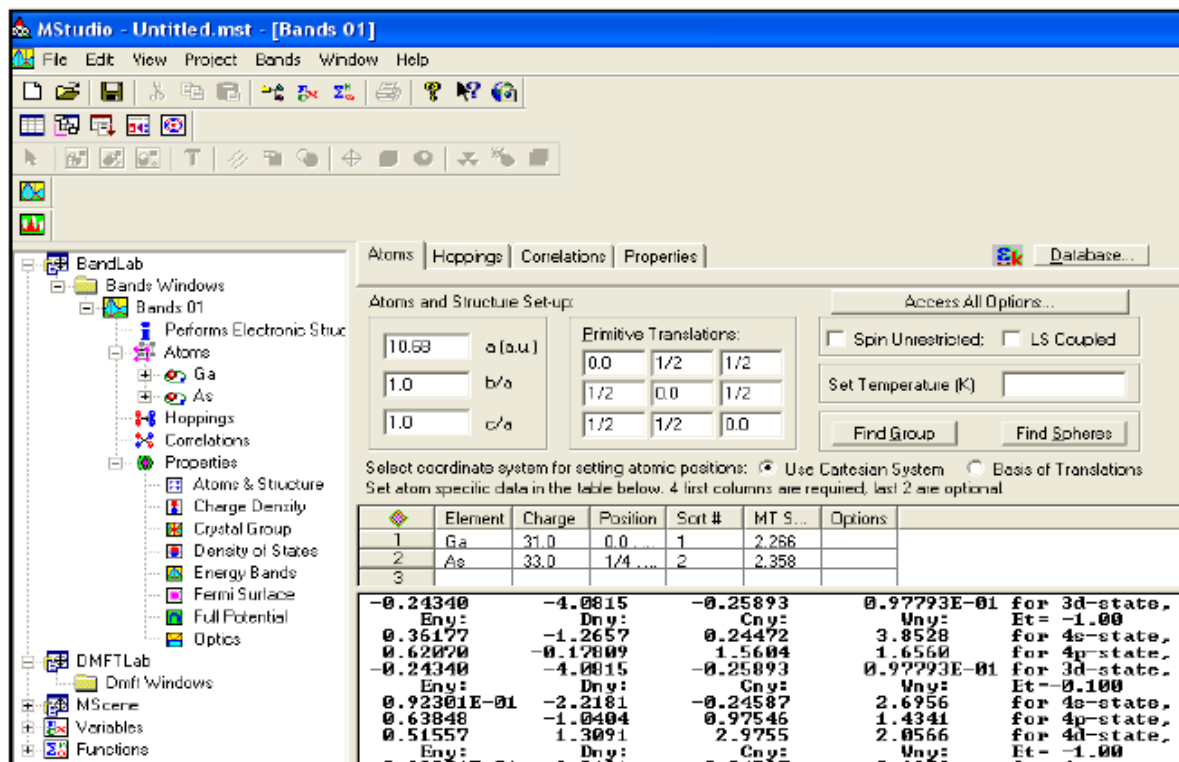 MStudio - Untitled.mst - [Bands 01]
File Edit View Project Bands Window Help
BandLab
Bands Windows
Bands 01
Performs Electronic Struc
Atoms
Ga
As
Hoppings
Correlations
Properties
Atoms & Structure
Charge Density
Crystal Group
Density of States
Energy Bands
Fermi Surface
Full Potential
Optics
DMFTLab
Dmft Windows
MScene
Variables
Functions
Atoms Hoppings Correlations Properties Database...
Atoms and Structure Set-up: Access All Options...
10.68 a (a.u.)
1.0 b/a
1.0 c/a
Primitive Translations:
0.0 1/2 1/2
1/2 0.0 1/2
1/2 1/2 0.0
Spin Unrestricted: LS Coupled
Set Temperature (K)
Find Group Find Spheres
Select coordinate system for setting atomic positions: Use Cartesian System Basis of Translations
Set atom specific data in the table below. 4 first columns are required, last 2 are optional
Element Charge Position Sort # MT S... Options
1 Ga 31.0 0.0 .... 1 2.266
2 As 33.0 1/4 .... 2 2.358
3
-0.24340 -4.0815 -0.25893 0.97793E-01 for 3d-state,
Eny: Dny: Cny: Wny: Et= -1.00
0.36177 -1.2657 0.24472 3.8528 for 4s-state,
0.62070 -0.17809 1.5604 1.6560 for 4p-state,
-0.24340 -4.0815 -0.25893 0.97793E-01 for 3d-state,
Eny: Dny: Cny: Wny: Et=-0.100
0.92301E-01 -2.2181 -0.24587 2.6956 for 4s-state,
0.63848 -1.0404 0.97546 1.4341 for 4p-state,
0.51557 1.3091 2.9755 2.0566 for 4d-state,
Eny: Dny: Cny: Wny: Et= -1.00